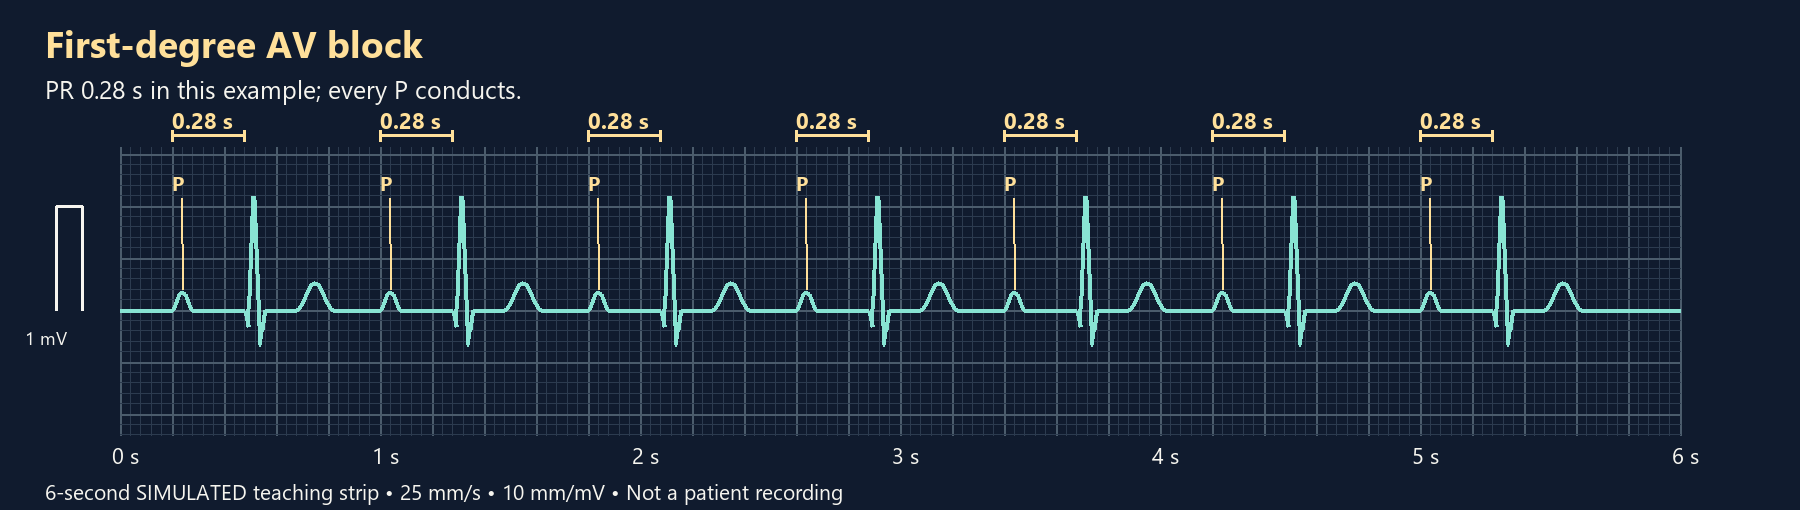 First-degree AV block
PR 0.28 s in this example; every P conducts.
0.28 s 0.28 s 0.28 s 0.28 s 0.28 s 0.28 s 0.28 s
P P P P P P P
1 mV
0 s 1 s 2 s 3 s 4 s 5 s 6 s
6-second SIMULATED teaching strip • 25 mm/s • 10 mm/mV • Not a patient recording